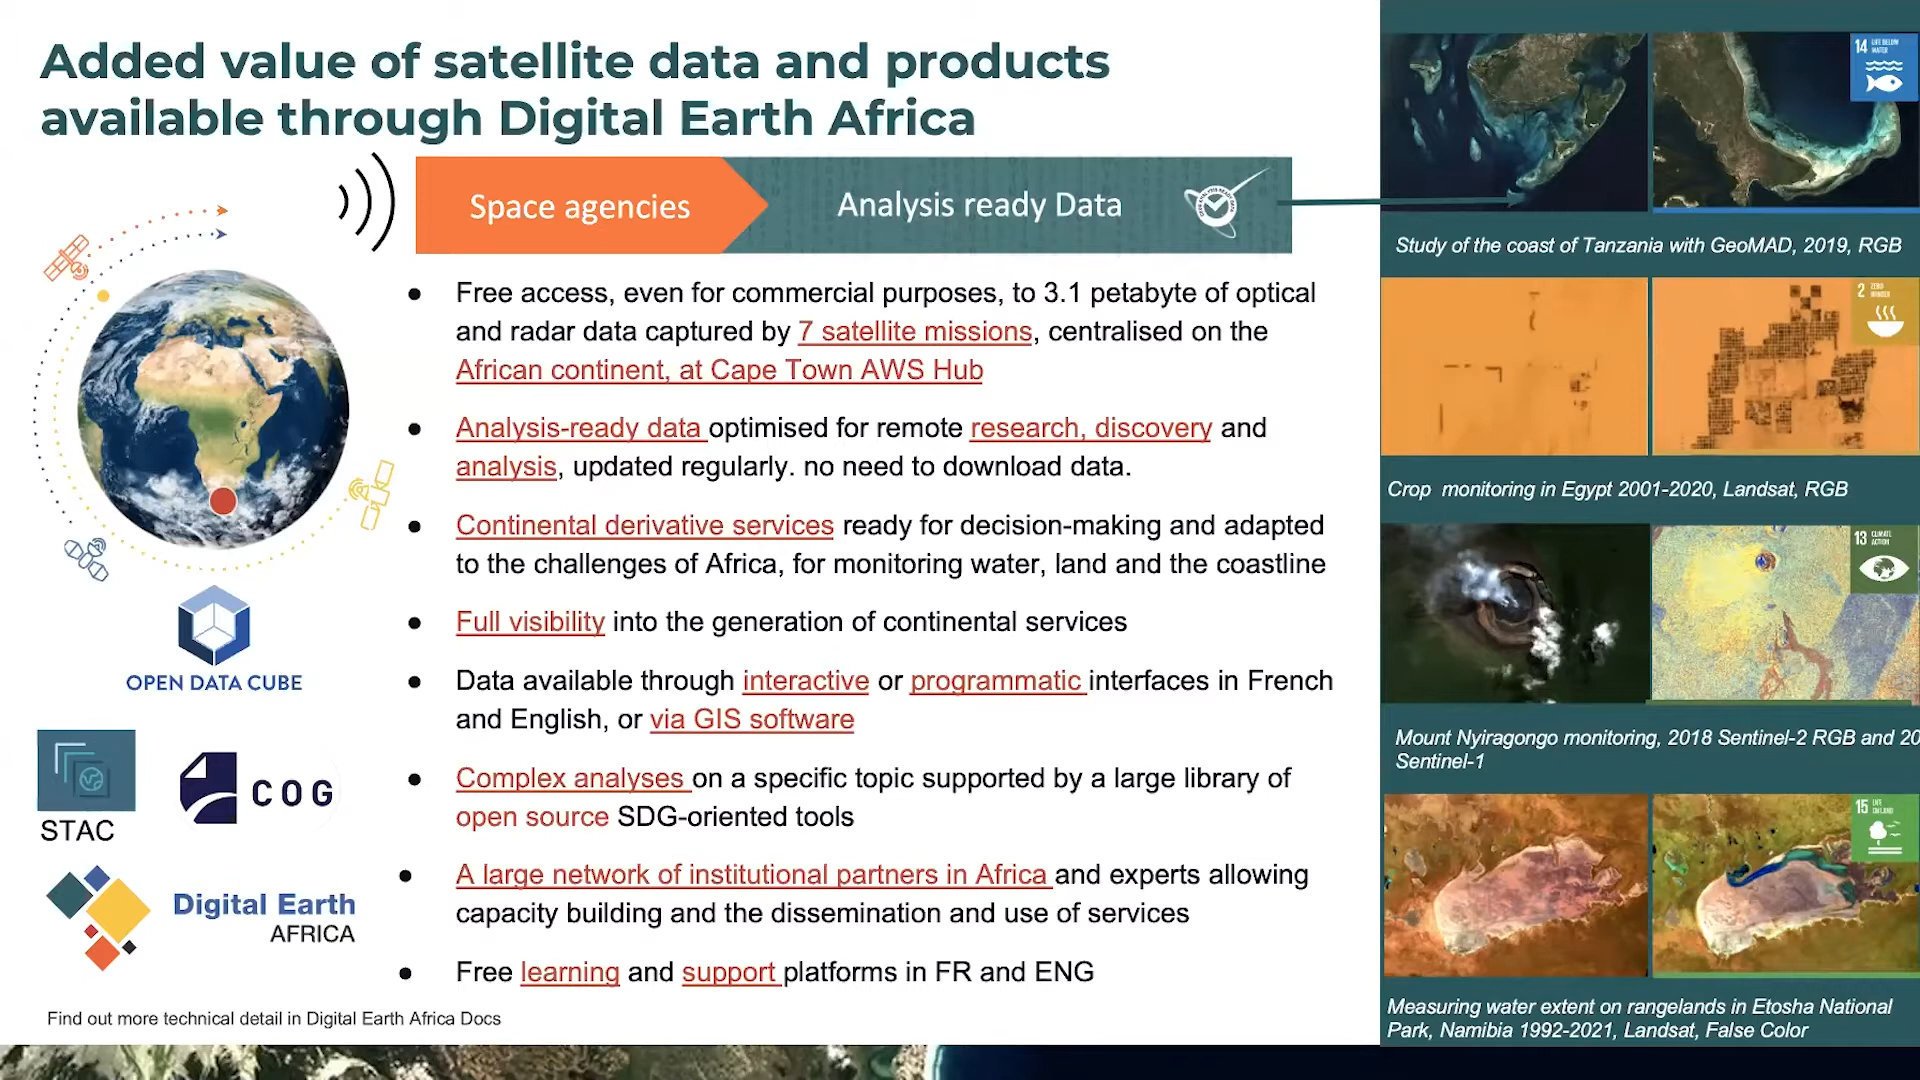 Added value of satellite data and products
available through Digital Earth Africa
Space agencies
Analysis ready Data
● Free access, even for commercial purposes, to 3.1 petabyte of optical
and radar data captured by 7 satellite missions, centralised on the
African continent, at Cape Town AWS Hub
● Analysis-ready data optimised for remote research, discovery and
analysis, updated regularly. no need to download data.
● Continental derivative services ready for decision-making and adapted
to the challenges of Africa, for monitoring water, land and the coastline
● Full visibility into the generation of continental services
● Data available through interactive or programmatic interfaces in French
and English, or via GIS software
● Complex analyses on a specific topic supported by a large library of
open source SDG-oriented tools
● A large network of institutional partners in Africa and experts allowing
capacity building and the dissemination and use of services
● Free learning and support platforms in FR and ENG
OPEN DATA CUBE
STAC
COG
Digital Earth
AFRICA
Find out more technical detail in Digital Earth Africa Docs
14 LIFE BELOW
WATER
Study of the coast of Tanzania with GeoMAD, 2019, RGB
2 ZERO
HUNGER
Crop monitoring in Egypt 2001-2020, Landsat, RGB
13 CLIMATE
ACTION
Mount Nyiragongo monitoring, 2018 Sentinel-2 RGB and 20
Sentinel-1
15 LIFE
ON LAND
Measuring water extent on rangelands in Etosha National
Park, Namibia 1992-2021, Landsat, False Color